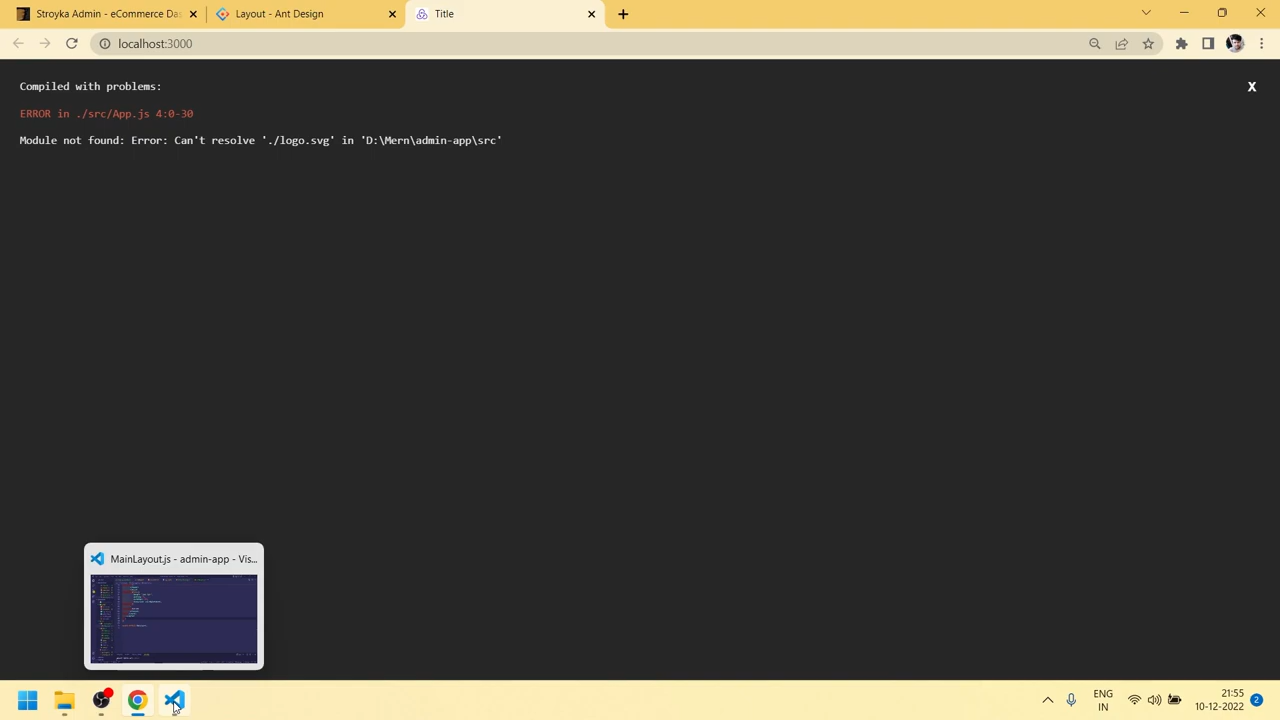 Stroyka Admin - eCommerce Das
Layout - Ant Design
Title
localhost:3000
Compiled with problems:
X
ERROR in ./src/App.js 4:0-30
Module not found: Error: Can't resolve './logo.svg' in 'D:\Mern\admin-app\src'
MainLayout.js - admin-app - Vis...
ENG
IN
21:55
10-12-2022
2